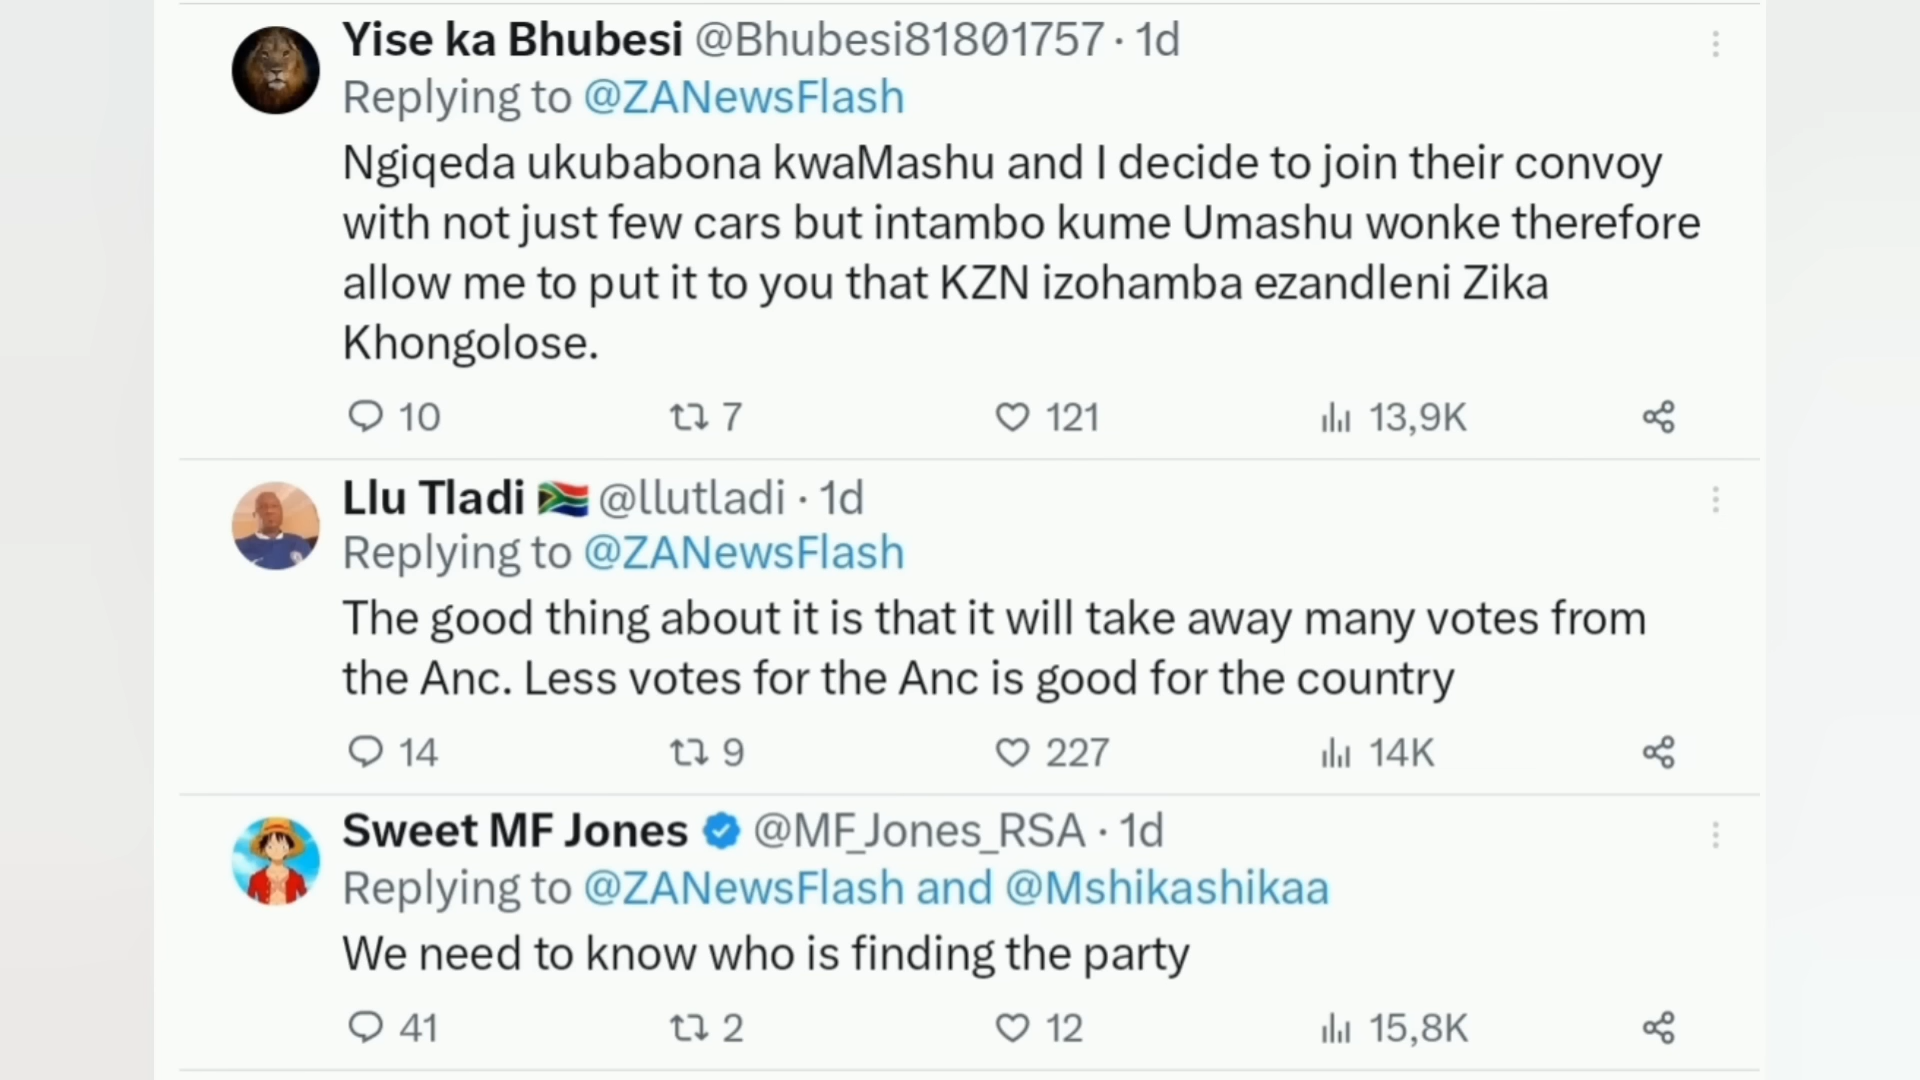 Yise ka Bhubesi @Bhubesi81801757 · 1d
Replying to @ZANewsFlash
Ngiqeda ukubabona kwaMashu and I decide to join their convoy
with not just few cars but intambo kume Umashu wonke therefore
allow me to put it to you that KZN izohamba ezandleni Zika
Khongolose.
10 7 121 13,9K
Llu Tladi 🇿🇦 @llutladi · 1d
Replying to @ZANewsFlash
The good thing about it is that it will take away many votes from
the Anc. Less votes for the Anc is good for the country
14 9 227 14K
Sweet MF Jones @MF_Jones_RSA · 1d
Replying to @ZANewsFlash and @Mshikashikaa
We need to know who is finding the party
41 2 12 15,8K